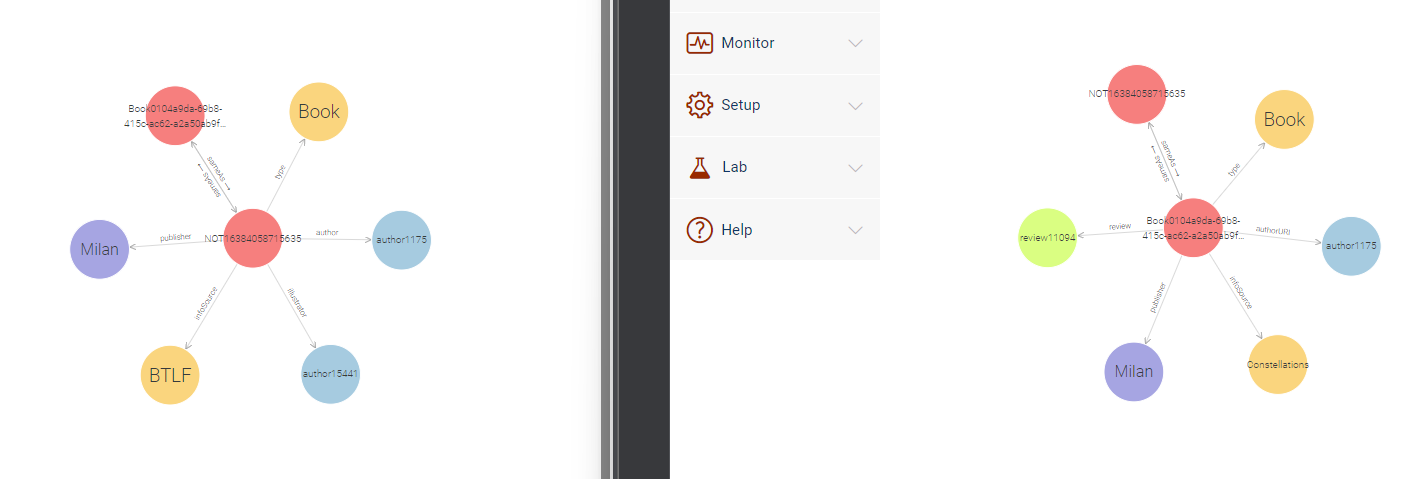 Book0104a9da-69b8-
415c-ac62-a2a50ab9f...
Book
sameAs →
← sameAs
type
Milan
publisher
NOT16384058715635
author
author1175
infoSource
illustrator
BTLF
author15441
Monitor
Setup
Lab
Help
NOT16384058715635
Book
sameAs →
← sameAs
type
review11094
review
Book0104a9da-69b8-
415c-ac62-a2a50ab9f...
authorURI
author1175
publisher
infoSource
Milan
Constellations